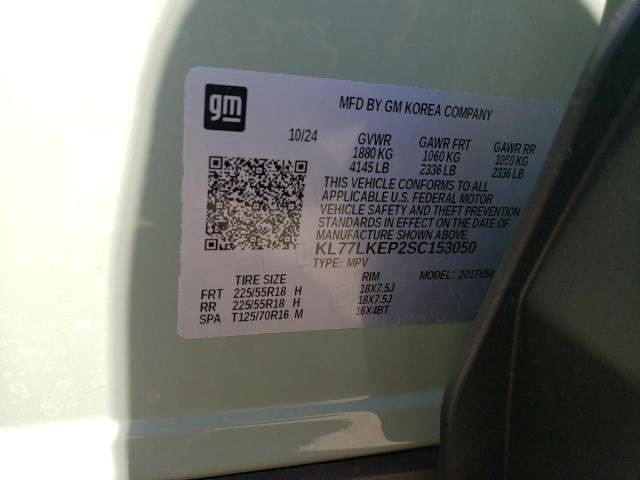 gm
MFD BY GM KOREA COMPANY
10/24 GVWR GAWR FRT GAWR RR
1880 KG 1060 KG 1060 KG
4145 LB 2336 LB 2336 LB
THIS VEHICLE CONFORMS TO ALL
APPLICABLE U.S. FEDERAL MOTOR
VEHICLE SAFETY AND THEFT PREVENTION
STANDARDS IN EFFECT ON THE DATE OF
MANUFACTURE SHOWN ABOVE.
KL77LKEP2SC153050
TYPE: MPV MODEL:
TIRE SIZE RIM
FRT 225/55R18 H 18X7.5J
RR 225/55R18 H 18X7.5J
SPA T125/70R16 M 16X4BT